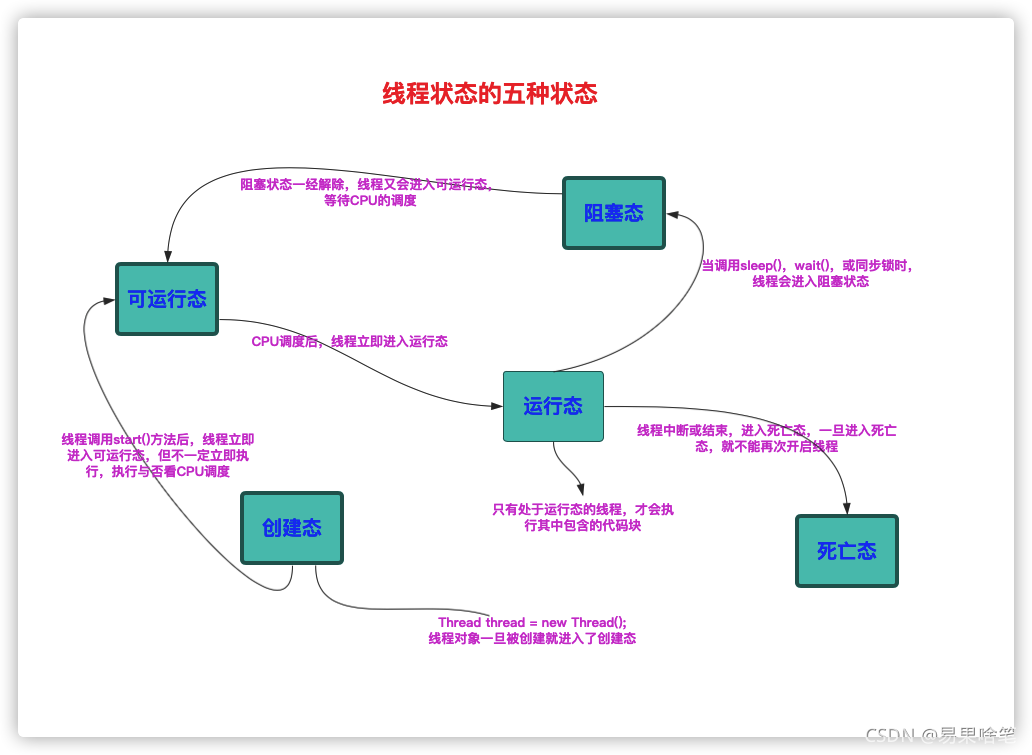 线程状态的五种状态
阻塞状态一经解除，线程又会进入可运行态，
等待CPU的调度
阻塞态
当调用sleep()，wait()，或同步锁时，
线程会进入阻塞状态
可运行态
CPU调度后，线程立即进入运行态
运行态
线程中断或结束，进入死亡态，一旦进入死亡
态，就不能再次开启线程
线程调用start()方法后，线程立即
进入可运行态，但不一定立即执
行，执行与否看CPU调度
创建态
只有处于运行态的线程，才会执
行其中包含的代码块
死亡态
Thread thread = new Thread();
线程对象一旦被创建就进入了创建态
CSDN @易果啥笔